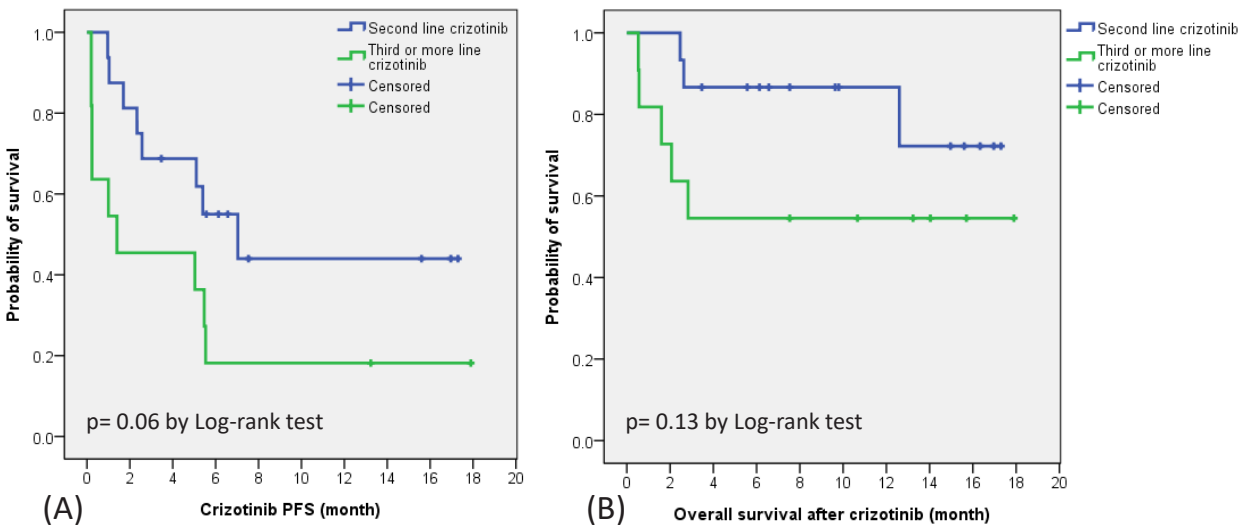 Second line crizotinib
Third or more line
crizotinib
Censored
Censored
Probability of survival
1.0
0.8
0.6
0.4
0.2
0.0
p= 0.06 by Log-rank test
0 2 4 6 8 10 12 14 16 18 20
(A)
Crizotinib PFS (month)
Second line crizotinib
Third or more line
crizotinib
Censored
Censored
Probability of survival
1.0
0.8
0.6
0.4
0.2
0.0
p= 0.13 by Log-rank test
0 2 4 6 8 10 12 14 16 18 20
(B)
Overall survival after crizotinib (month)